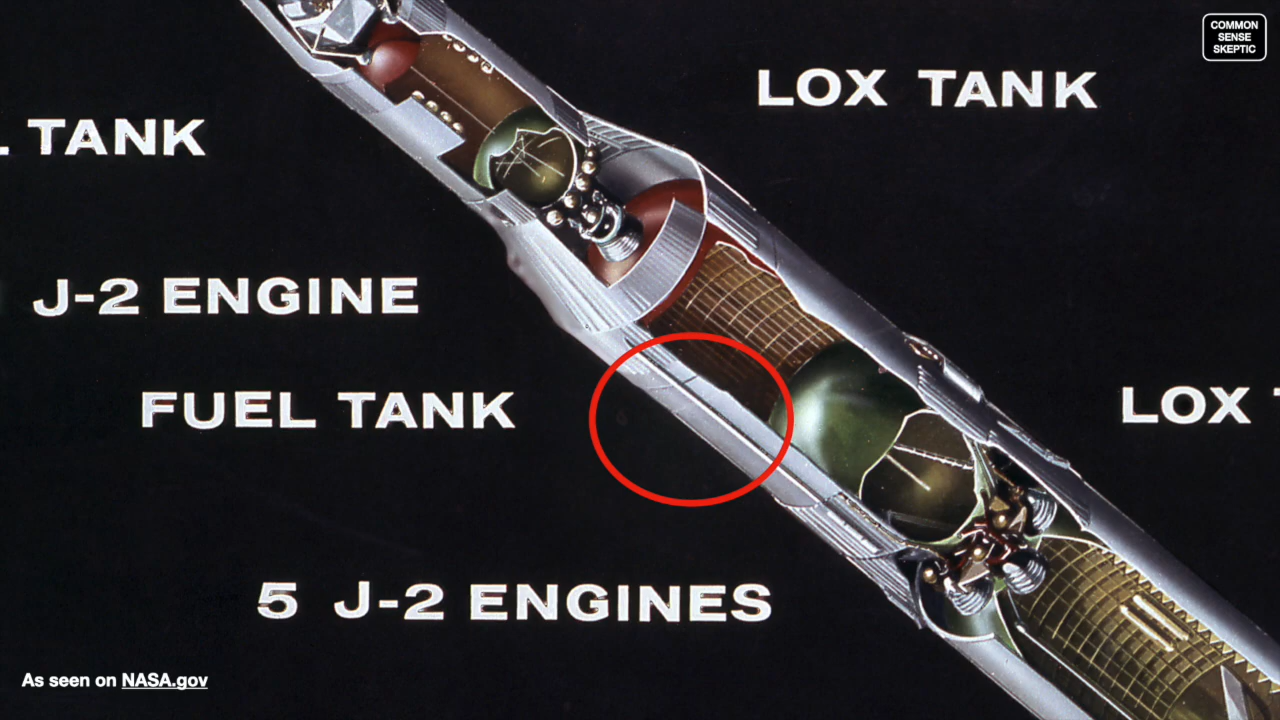 COMMON
SENSE
SKEPTIC
LOX TANK
TANK
J-2 ENGINE
FUEL TANK
LOX
5 J-2 ENGINES
As seen on NASA.gov